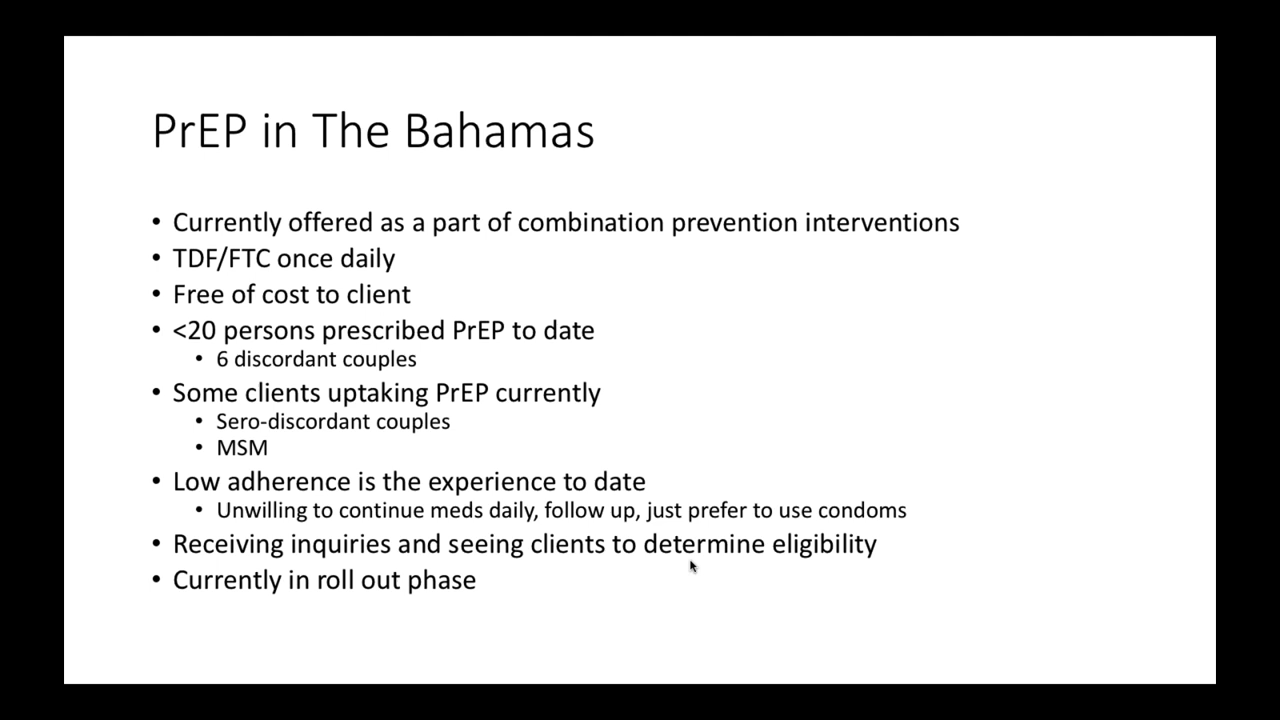 PrEP in The Bahamas
• Currently offered as a part of combination prevention interventions
• TDF/FTC once daily
• Free of cost to client
• <20 persons prescribed PrEP to date
• 6 discordant couples
• Some clients uptaking PrEP currently
• Sero-discordant couples
• MSM
• Low adherence is the experience to date
• Unwilling to continue meds daily, follow up, just prefer to use condoms
• Receiving inquiries and seeing clients to determine eligibility
• Currently in roll out phase